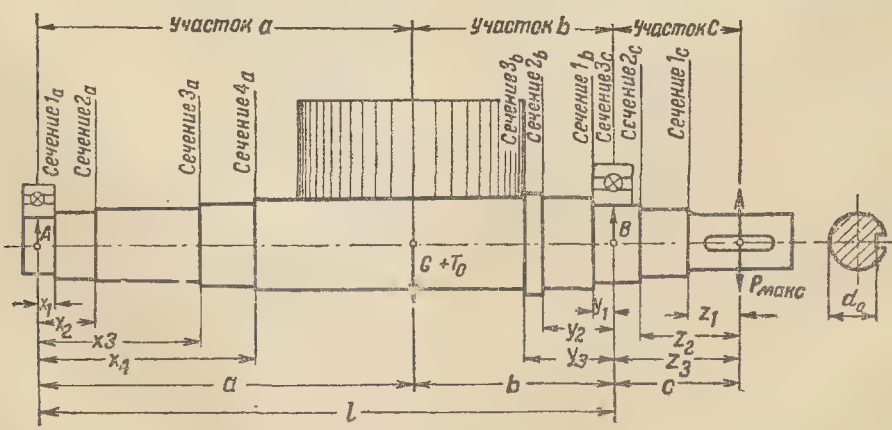 Участок а
Участок b
Участок С
Сечение 1a
Сечение 2a
Сечение 3a
Сечение 4a
Сечение 3b
Сечение 2b
Сечение 1b
Сечение 3c
Сечение 2c
Сечение 1c
A
B
G + T0
Pмакс
d0
x1
x2
x3
x4
y1
y2
y3
z1
z2
z3
a
b
c
l